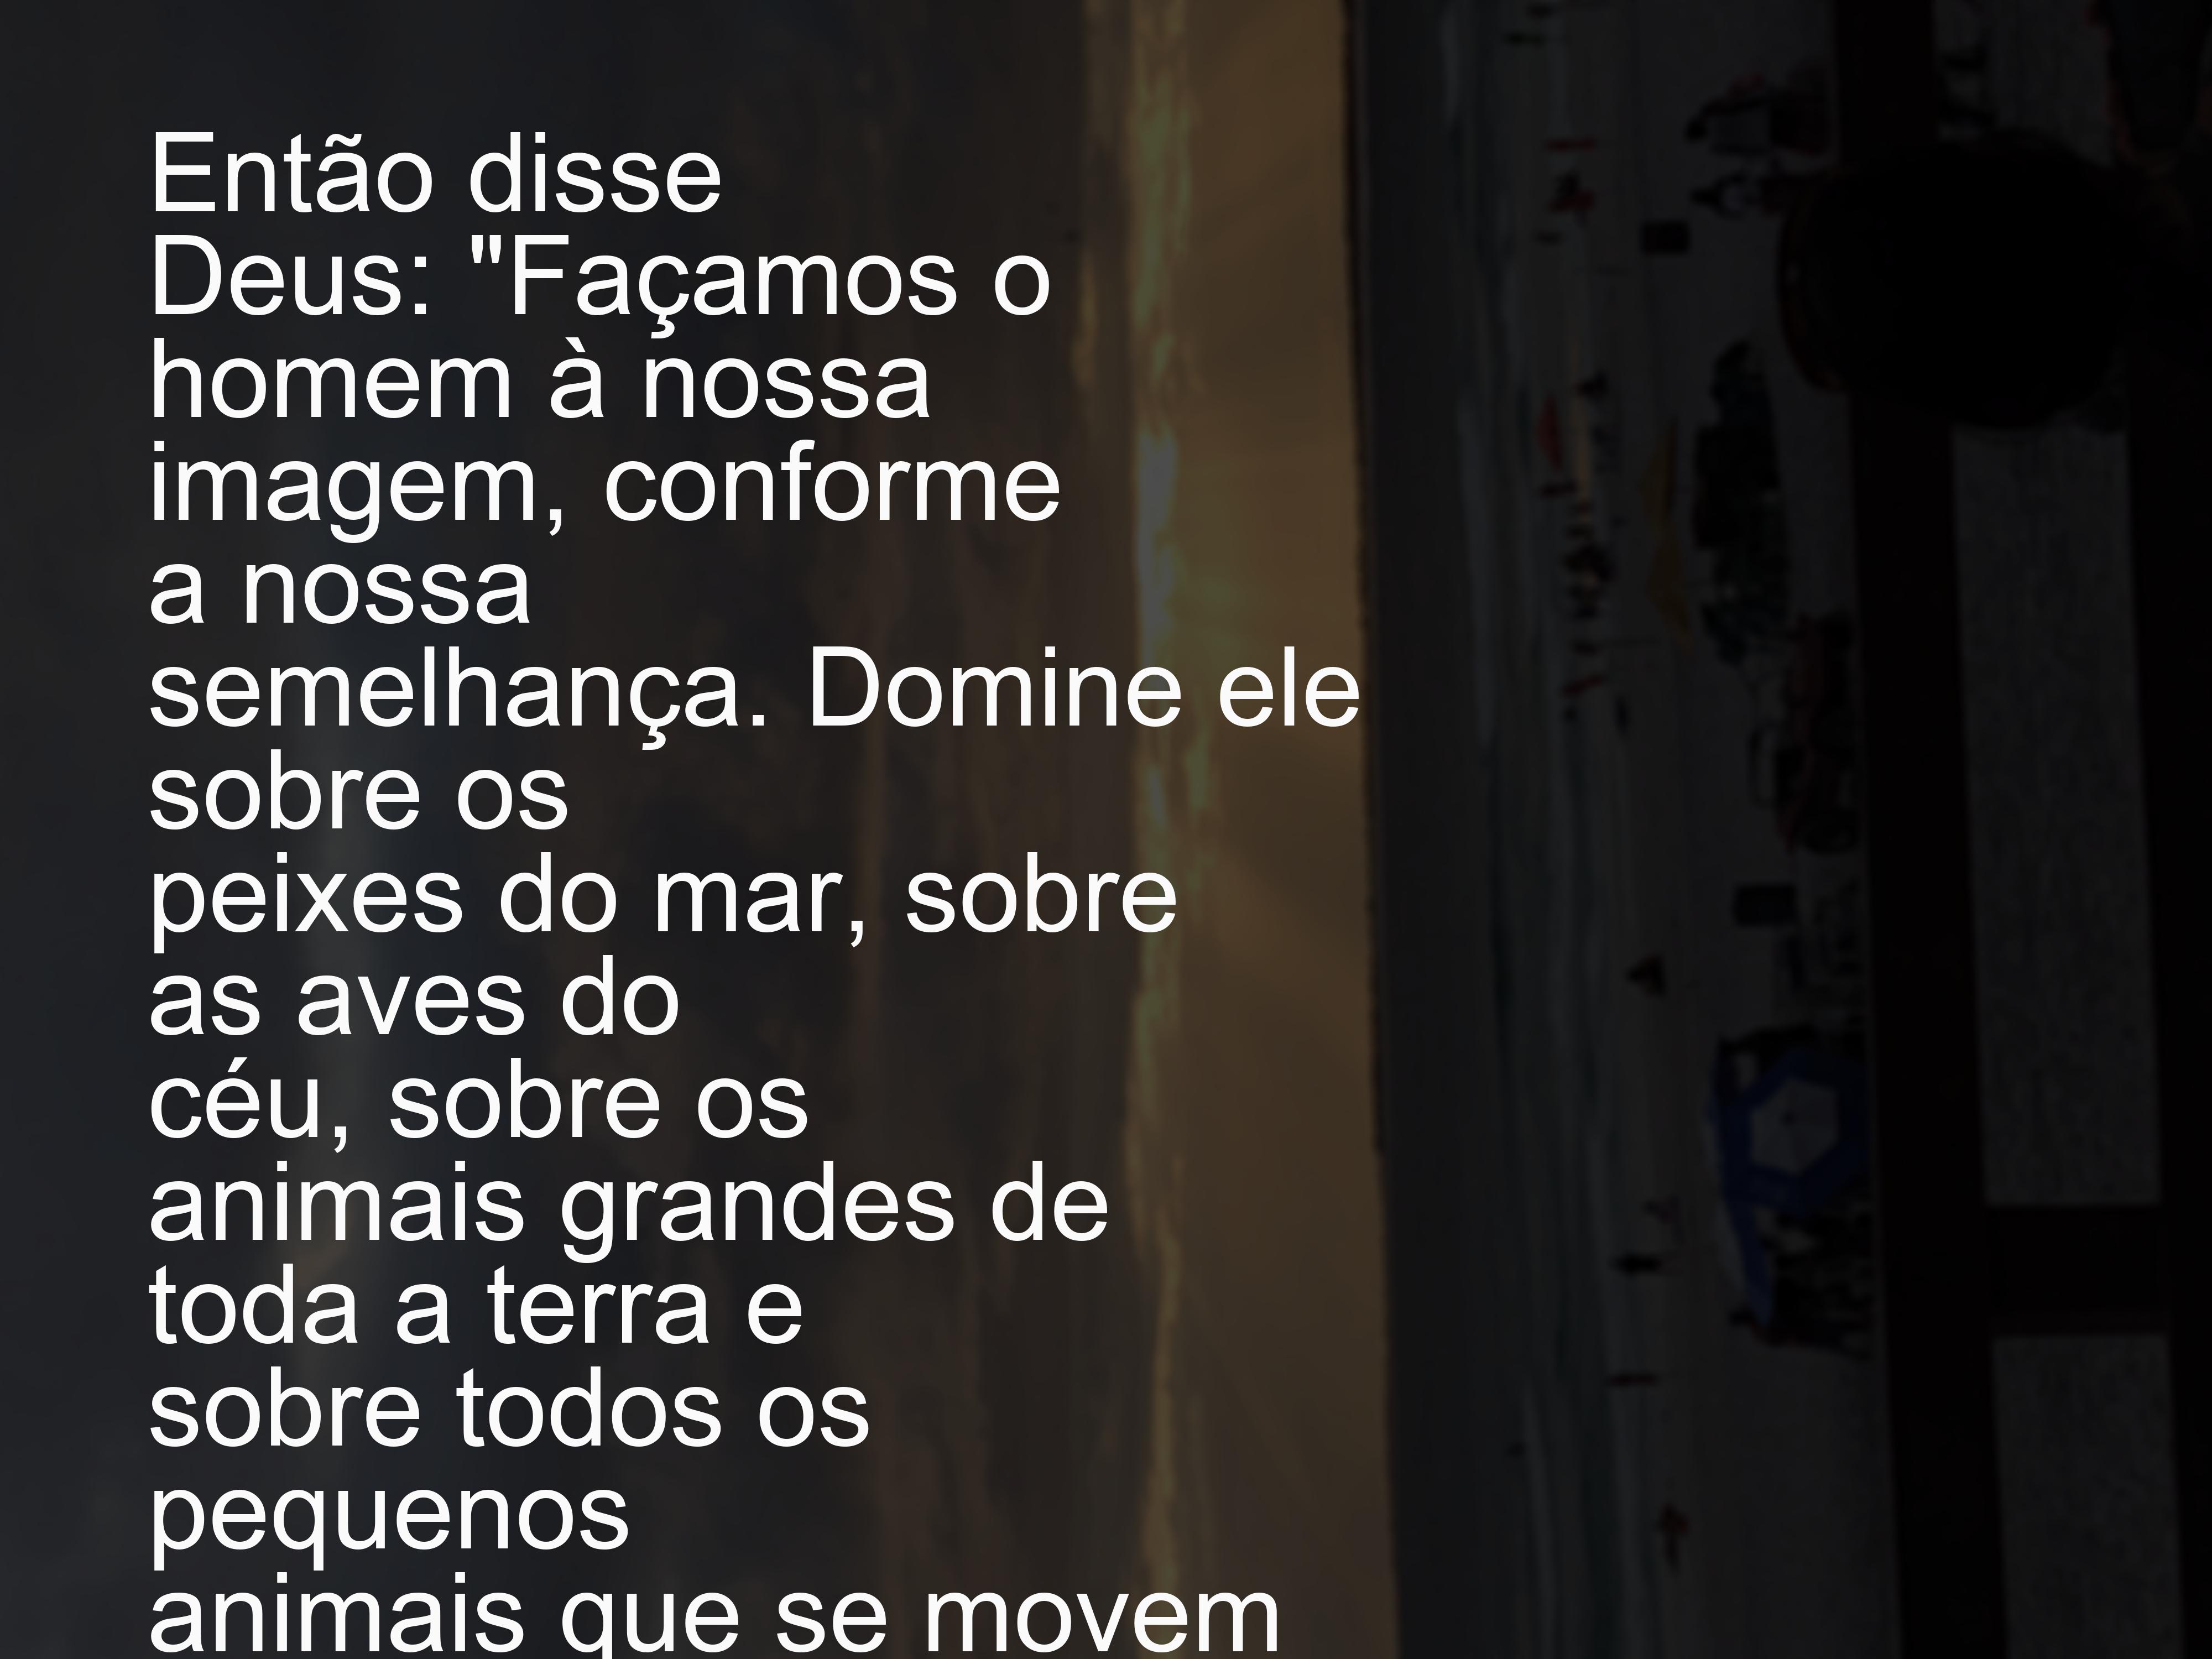 Então disse
Deus: "Façamos o
homem à nossa
imagem, conforme
a nossa
semelhança. Domine ele
sobre os
peixes do mar, sobre
as aves do
céu, sobre os
animais grandes de
toda a terra e
sobre todos os
pequenos
animais que se movem